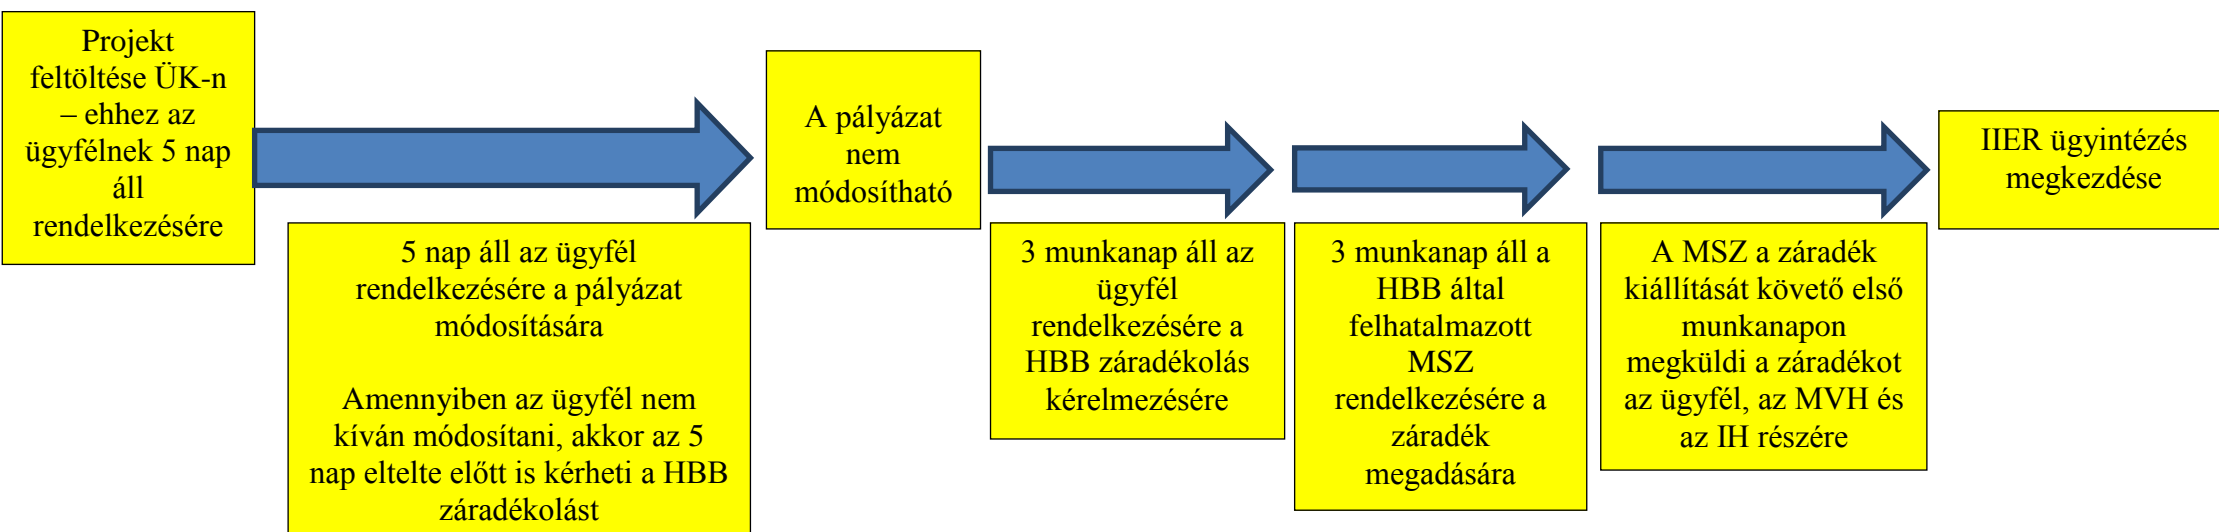 Projekt
feltöltése ÜK-n
– ehhez az
ügyfélnek 5 nap
áll
rendelkezésére
5 nap áll az ügyfél
rendelkezésére a pályázat
módosítására
Amennyiben az ügyfél nem
kíván módosítani, akkor az 5
nap eltelte előtt is kérheti a HBB
záradékolást
A pályázat
nem
módosítható
3 munkanap áll az
ügyfél
rendelkezésére a
HBB záradékolás
kérelmezésére
3 munkanap áll a
HBB által
felhatalmazott
MSZ
rendelkezésére a
záradék
megadására
A MSZ a záradék
kiállítását követő első
munkanapon
megküldi a záradékot
az ügyfél, az MVH és
az IH részére
IIER ügyintézés
megkezdése